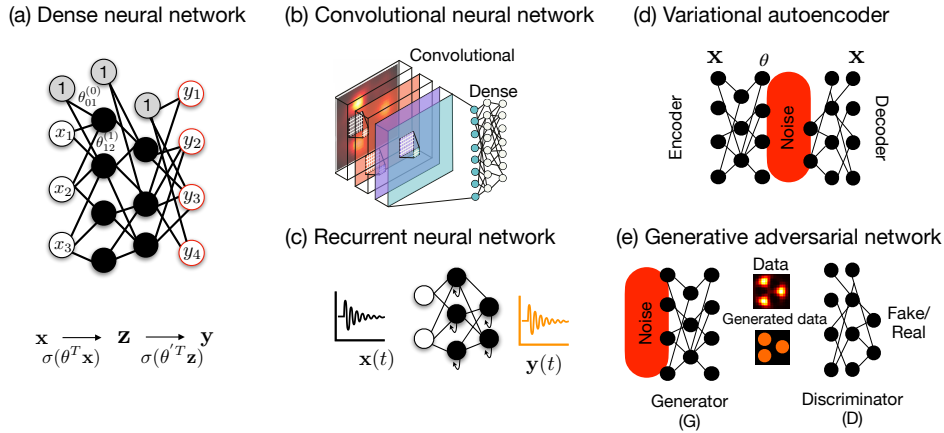 (a) Dense neural network
1
1
1
θ₀₁⁽⁰⁾
θ₁₂⁽¹⁾
x₁
x₂
x₃
y₁
y₂
y₃
y₄
x → z → y
σ(θᵀx) σ(θ′ᵀz)
(b) Convolutional neural network
Convolutional
Dense
(c) Recurrent neural network
x(t)
y(t)
(d) Variational autoencoder
x θ x
Encoder
Noise
Decoder
(e) Generative adversarial network
Noise
Data
Generated data
Fake/
Real
Generator
(G)
Discriminator
(D)